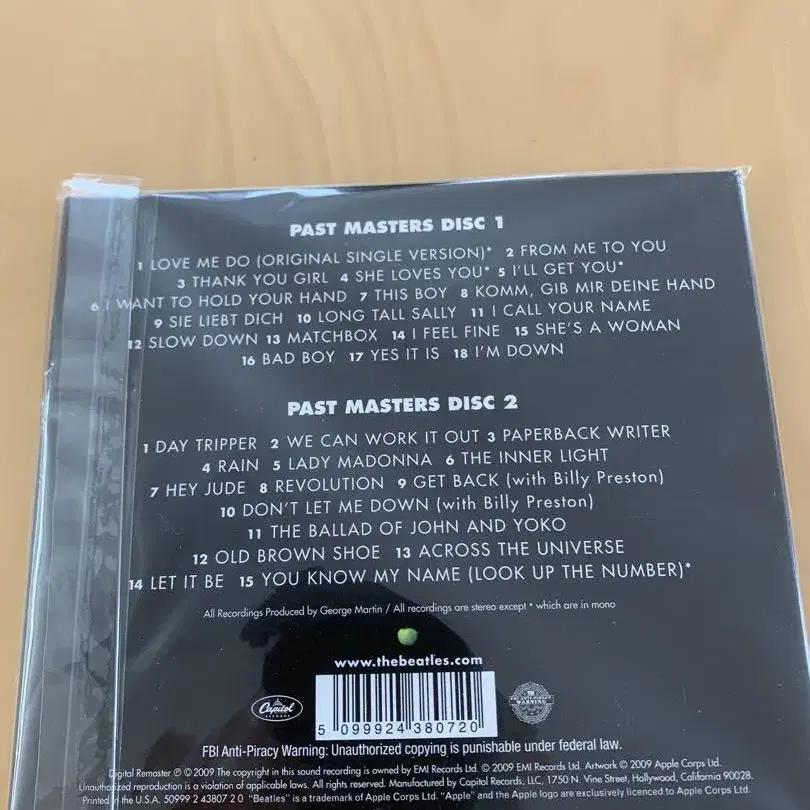 PAST MASTERS DISC 1
1 LOVE ME DO (ORIGINAL SINGLE VERSION)* 2 FROM ME TO YOU
3 THANK YOU GIRL 4 SHE LOVES YOU* 5 I'LL GET YOU*
6 I WANT TO HOLD YOUR HAND 7 THIS BOY 8 KOMM, GIB MIR DEINE HAND
9 SIE LIEBT DICH 10 LONG TALL SALLY 11 I CALL YOUR NAME
12 SLOW DOWN 13 MATCHBOX 14 I FEEL FINE 15 SHE'S A WOMAN
16 BAD BOY 17 YES IT IS 18 I'M DOWN
PAST MASTERS DISC 2
1 DAY TRIPPER 2 WE CAN WORK IT OUT 3 PAPERBACK WRITER
4 RAIN 5 LADY MADONNA 6 THE INNER LIGHT
7 HEY JUDE 8 REVOLUTION 9 GET BACK (with Billy Preston)
10 DON'T LET ME DOWN (with Billy Preston)
11 THE BALLAD OF JOHN AND YOKO
12 OLD BROWN SHOE 13 ACROSS THE UNIVERSE
14 LET IT BE 15 YOU KNOW MY NAME (LOOK UP THE NUMBER)*
All Recordings Produced by George Martin / All recordings are stereo except * which are in mono
www.thebeatles.com
Capitol
RECORDS
5 099924 380720
FBI ANTI-PIRACY
WARNING
FBI Anti-Piracy Warning: Unauthorized copying is punishable under federal law.
Digital Remaster ℗ © 2009 The copyright in this sound recording is owned by EMI Records Ltd. © 2009 EMI Records Ltd. Artwork © 2009 Apple Corps Ltd.
Unauthorized reproduction is a violation of applicable laws. All rights reserved. Manufactured by Capitol Records, LLC, 1750 N. Vine Street, Hollywood, California 90028.
Printed in the U.S.A. 50999 2 43807 2 0 "Beatles" is a trademark of Apple Corps Ltd. "Apple" and the Apple logo are exclusively licenced to Apple Corps Ltd.